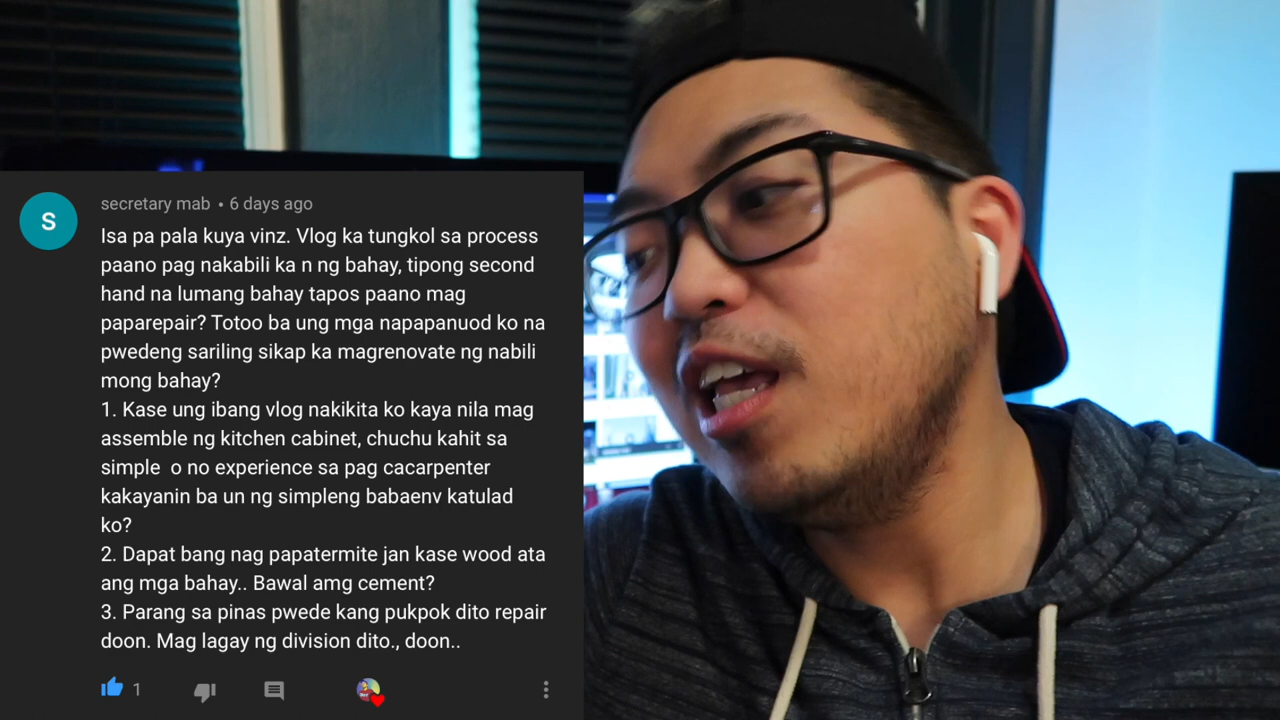 S
secretary mab • 6 days ago
Isa pa pala kuya vinz. Vlog ka tungkol sa process
paano pag nakabili ka n ng bahay, tipong second
hand na lumang bahay tapos paano mag
paparepair? Totoo ba ung mga napapanuod ko na
pwedeng sariling sikap ka magrenovate ng nabili
mong bahay?
1. Kase ung ibang vlog nakikita ko kaya nila mag
assemble ng kitchen cabinet, chuchu kahit sa
simple o no experience sa pag cacarpenter
kakayanin ba un ng simpleng babaenv katulad
ko?
2. Dapat bang nag papatermite jan kase wood ata
ang mga bahay.. Bawal amg cement?
3. Parang sa pinas pwede kang pukpok dito repair
doon. Mag lagay ng division dito., doon..
1